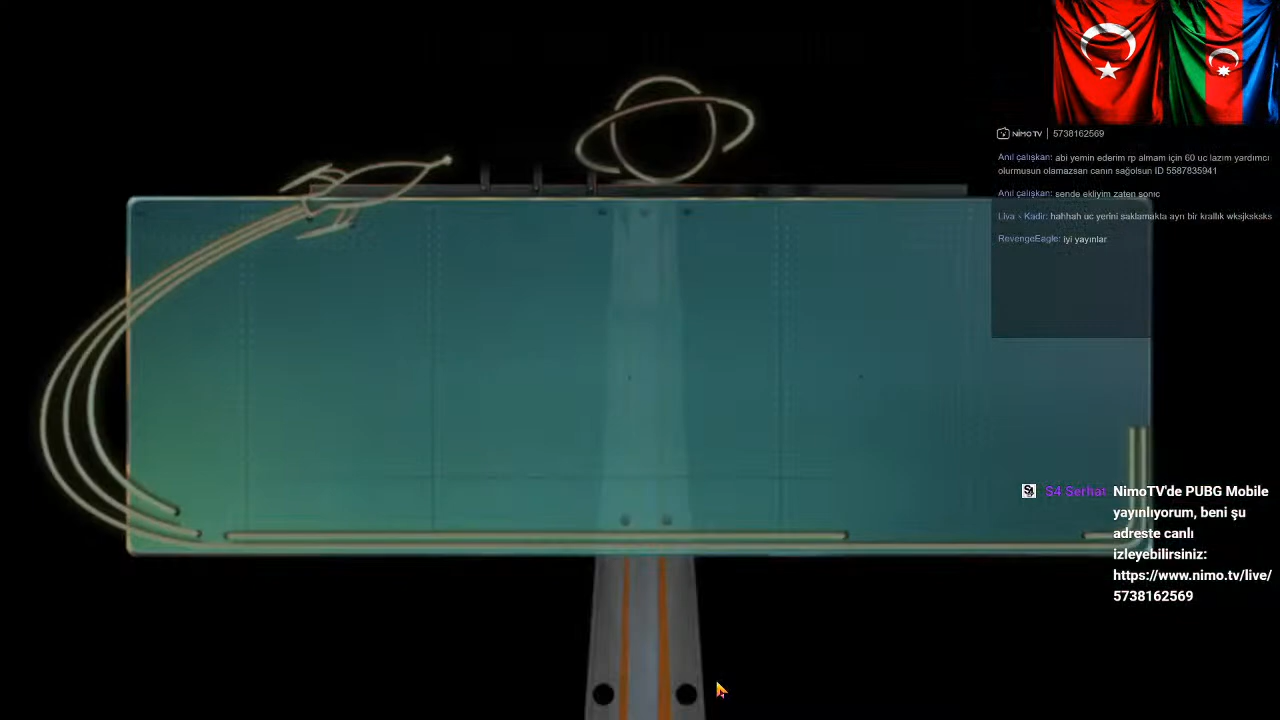 NIMO TV | 5738162569
Anıl çalışkan: abi yemin ederim rp almam için 60 uc lazım yardımcı
olurmusun olamazsan canın sağolsun ID 5587835941
Anıl çalışkan: sende ekliyim zaten sonıc
Liva × Kadir: hahhah uc yerini saklamakta ayrı bir krallık wksjksksks
RevengeEagle: iyi yayınlar
S4 Serhat NimoTV'de PUBG Mobile
yayınlıyorum, beni şu
adreste canlı
izleyebilirsiniz:
https://www.nimo.tv/live/
5738162569